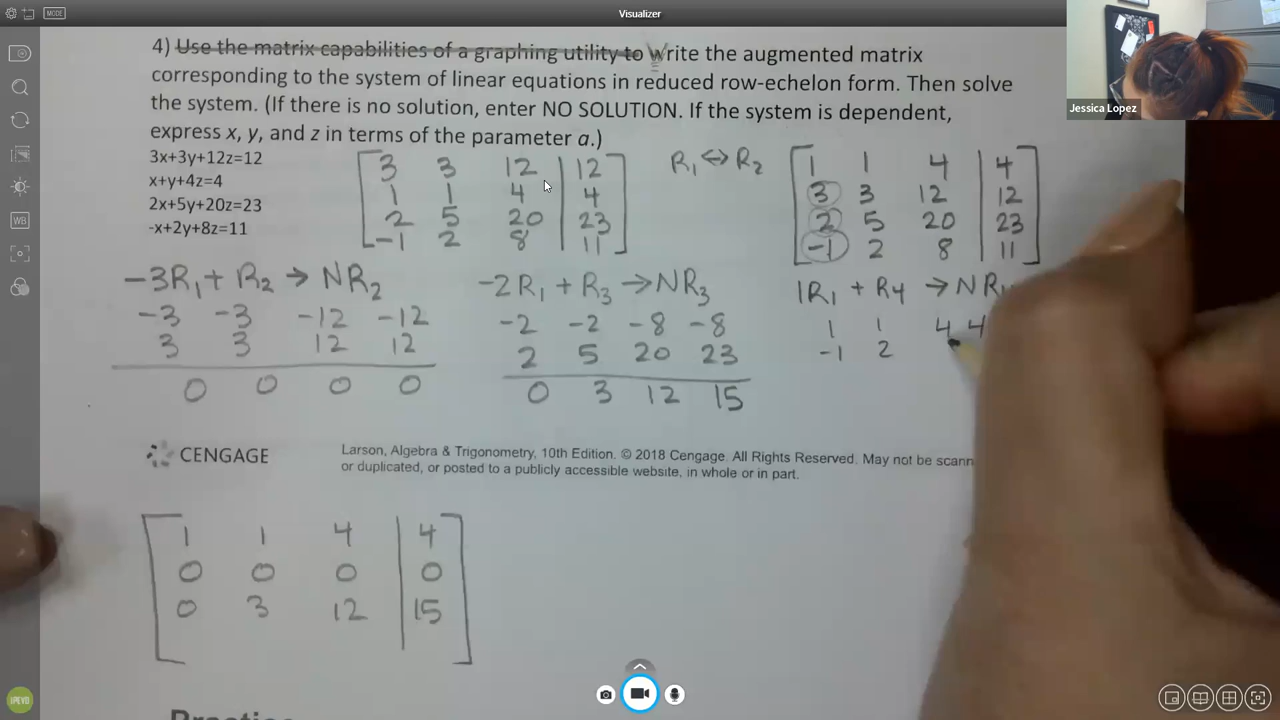 MODE
Visualizer
Jessica Lopez
4) Use the matrix capabilities of a graphing utility to Write the augmented matrix
corresponding to the system of linear equations in reduced row-echelon form. Then solve
the system. (If there is no solution, enter NO SOLUTION. If the system is dependent,
express x, y, and z in terms of the parameter a.)
3x+3y+12z=12
x+y+4z=4
2x+5y+20z=23
-x+2y+8z=11
3 3 12 12
1 1 4 4
-2 5 20 23
-1 2 8 11
R1 <-> R2
1 1 4 4
3 3 12 12
2 5 20 23
-1 2 8 11
-3R1 + R2 → NR2
-3 -3 -12 -12
3 3 12 12
0 0 0 0
-2R1 + R3 → NR3
-2 -2 -8 -8
2 5 20 23
0 3 12 15
1R1 + R4 → NR4
1 1 4 4
-1 2
CENGAGE
Larson, Algebra & Trigonometry, 10th Edition. © 2018 Cengage. All Rights Reserved. May not be scann
or duplicated, or posted to a publicly accessible website, in whole or in part.
1 1 4 4
0 0 0 0
0 3 12 15
WB
IPEVO